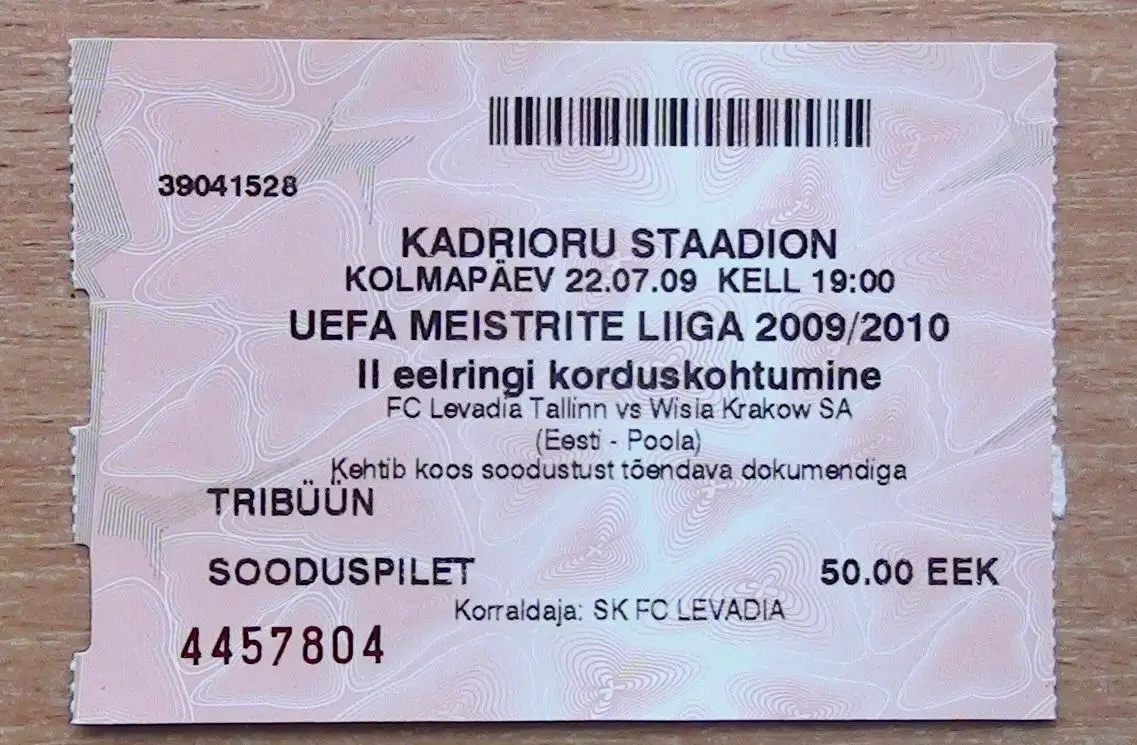 39041528
KADRIORU STAADION
KOLMAPÄEV 22.07.09 KELL 19:00
UEFA MEISTRITE LIIGA 2009/2010
II eelringi korduskohtumine
FC Levadia Tallinn vs Wisla Krakow SA
(Eesti - Poola)
Kehtib koos soodustust tõendava dokumendiga
TRIBÜÜN
SOODUSPILET 50.00 EEK
Korraldaja: SK FC LEVADIA
4457804